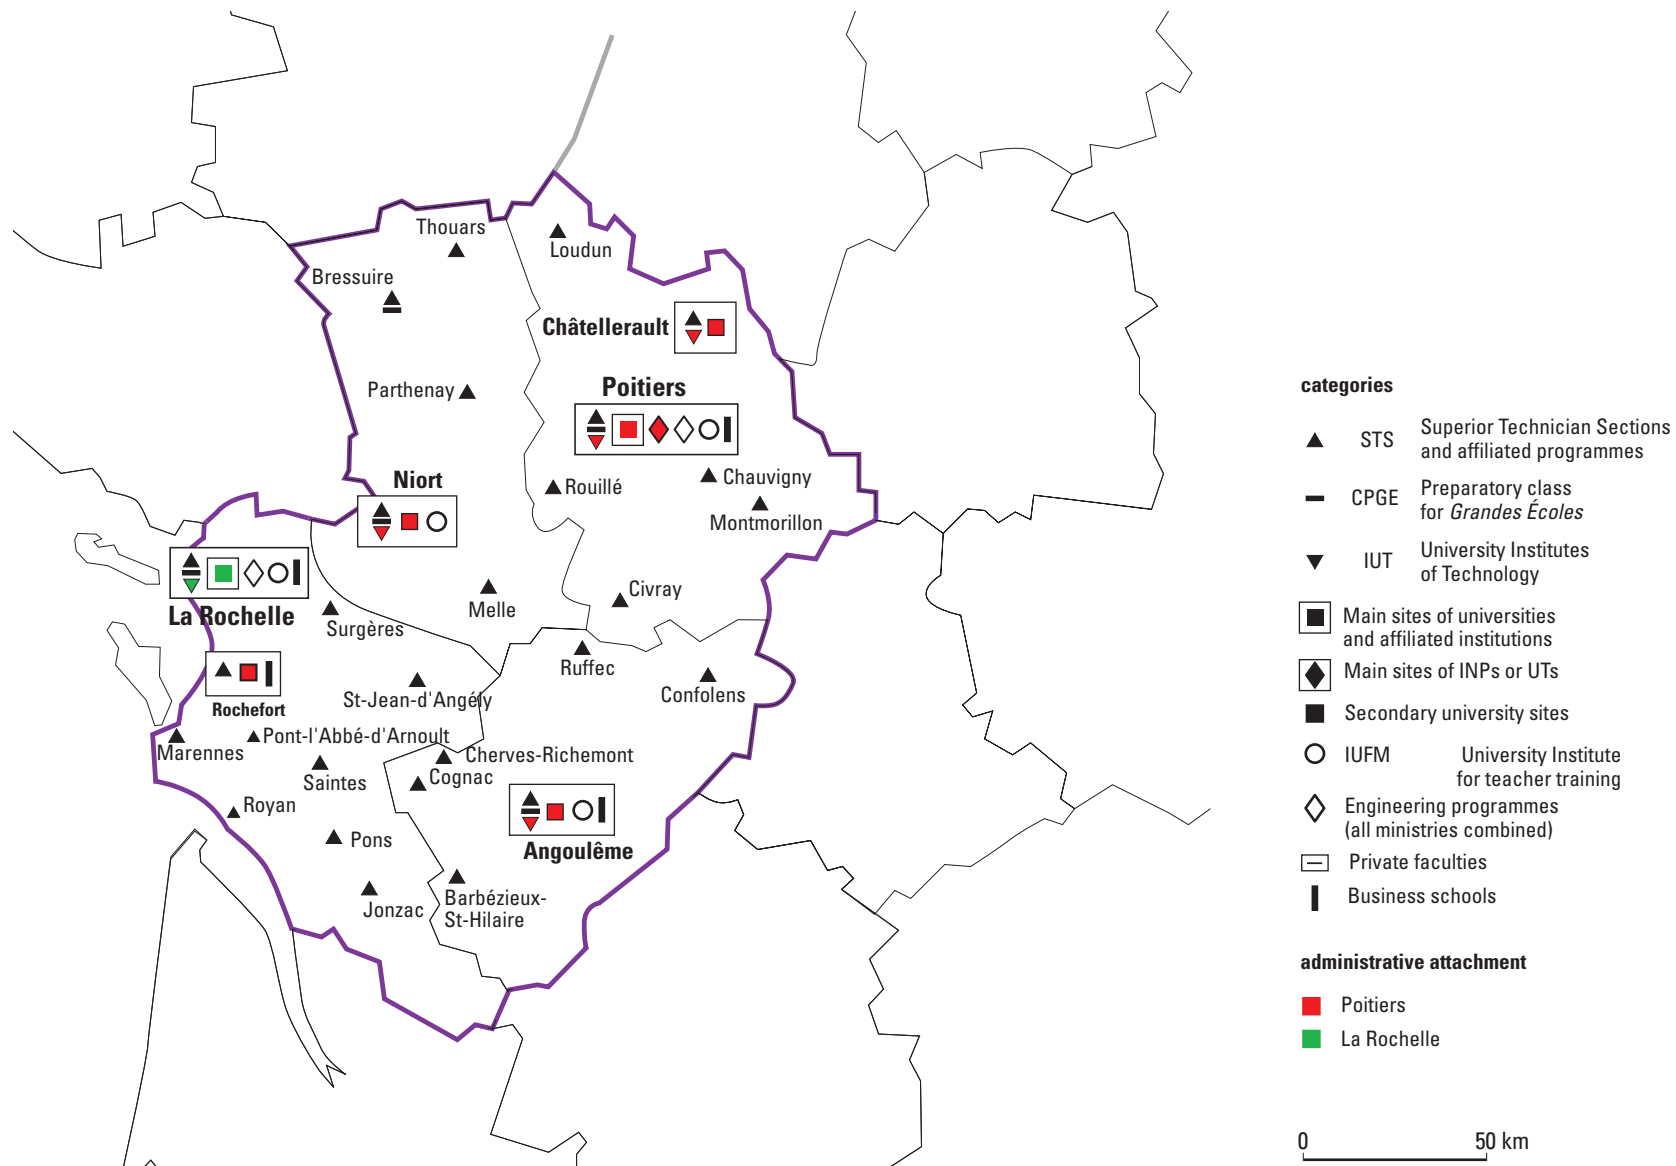 Thouars
Loudun
Bressuire
Châtellerault
Parthenay
Poitiers
Niort
Rouillé
Chauvigny
Montmorillon
La Rochelle
Surgères
Melle
Civray
Ruffec
Confolens
St-Jean-d'Angély
Rochefort
Marennes
Pont-l'Abbé-d'Arnoult
Cherves-Richemont
Saintes
Cognac
Royan
Pons
Angoulême
Jonzac
Barbézieux-
St-Hilaire
categories
STS Superior Technician Sections
and affiliated programmes
CPGE Preparatory class
for Grandes Écoles
IUT University Institutes
of Technology
Main sites of universities
and affiliated institutions
Main sites of INPs or UTs
Secondary university sites
IUFM University Institute
for teacher training
Engineering programmes
(all ministries combined)
Private faculties
Business schools
administrative attachment
Poitiers
La Rochelle
0 50 km